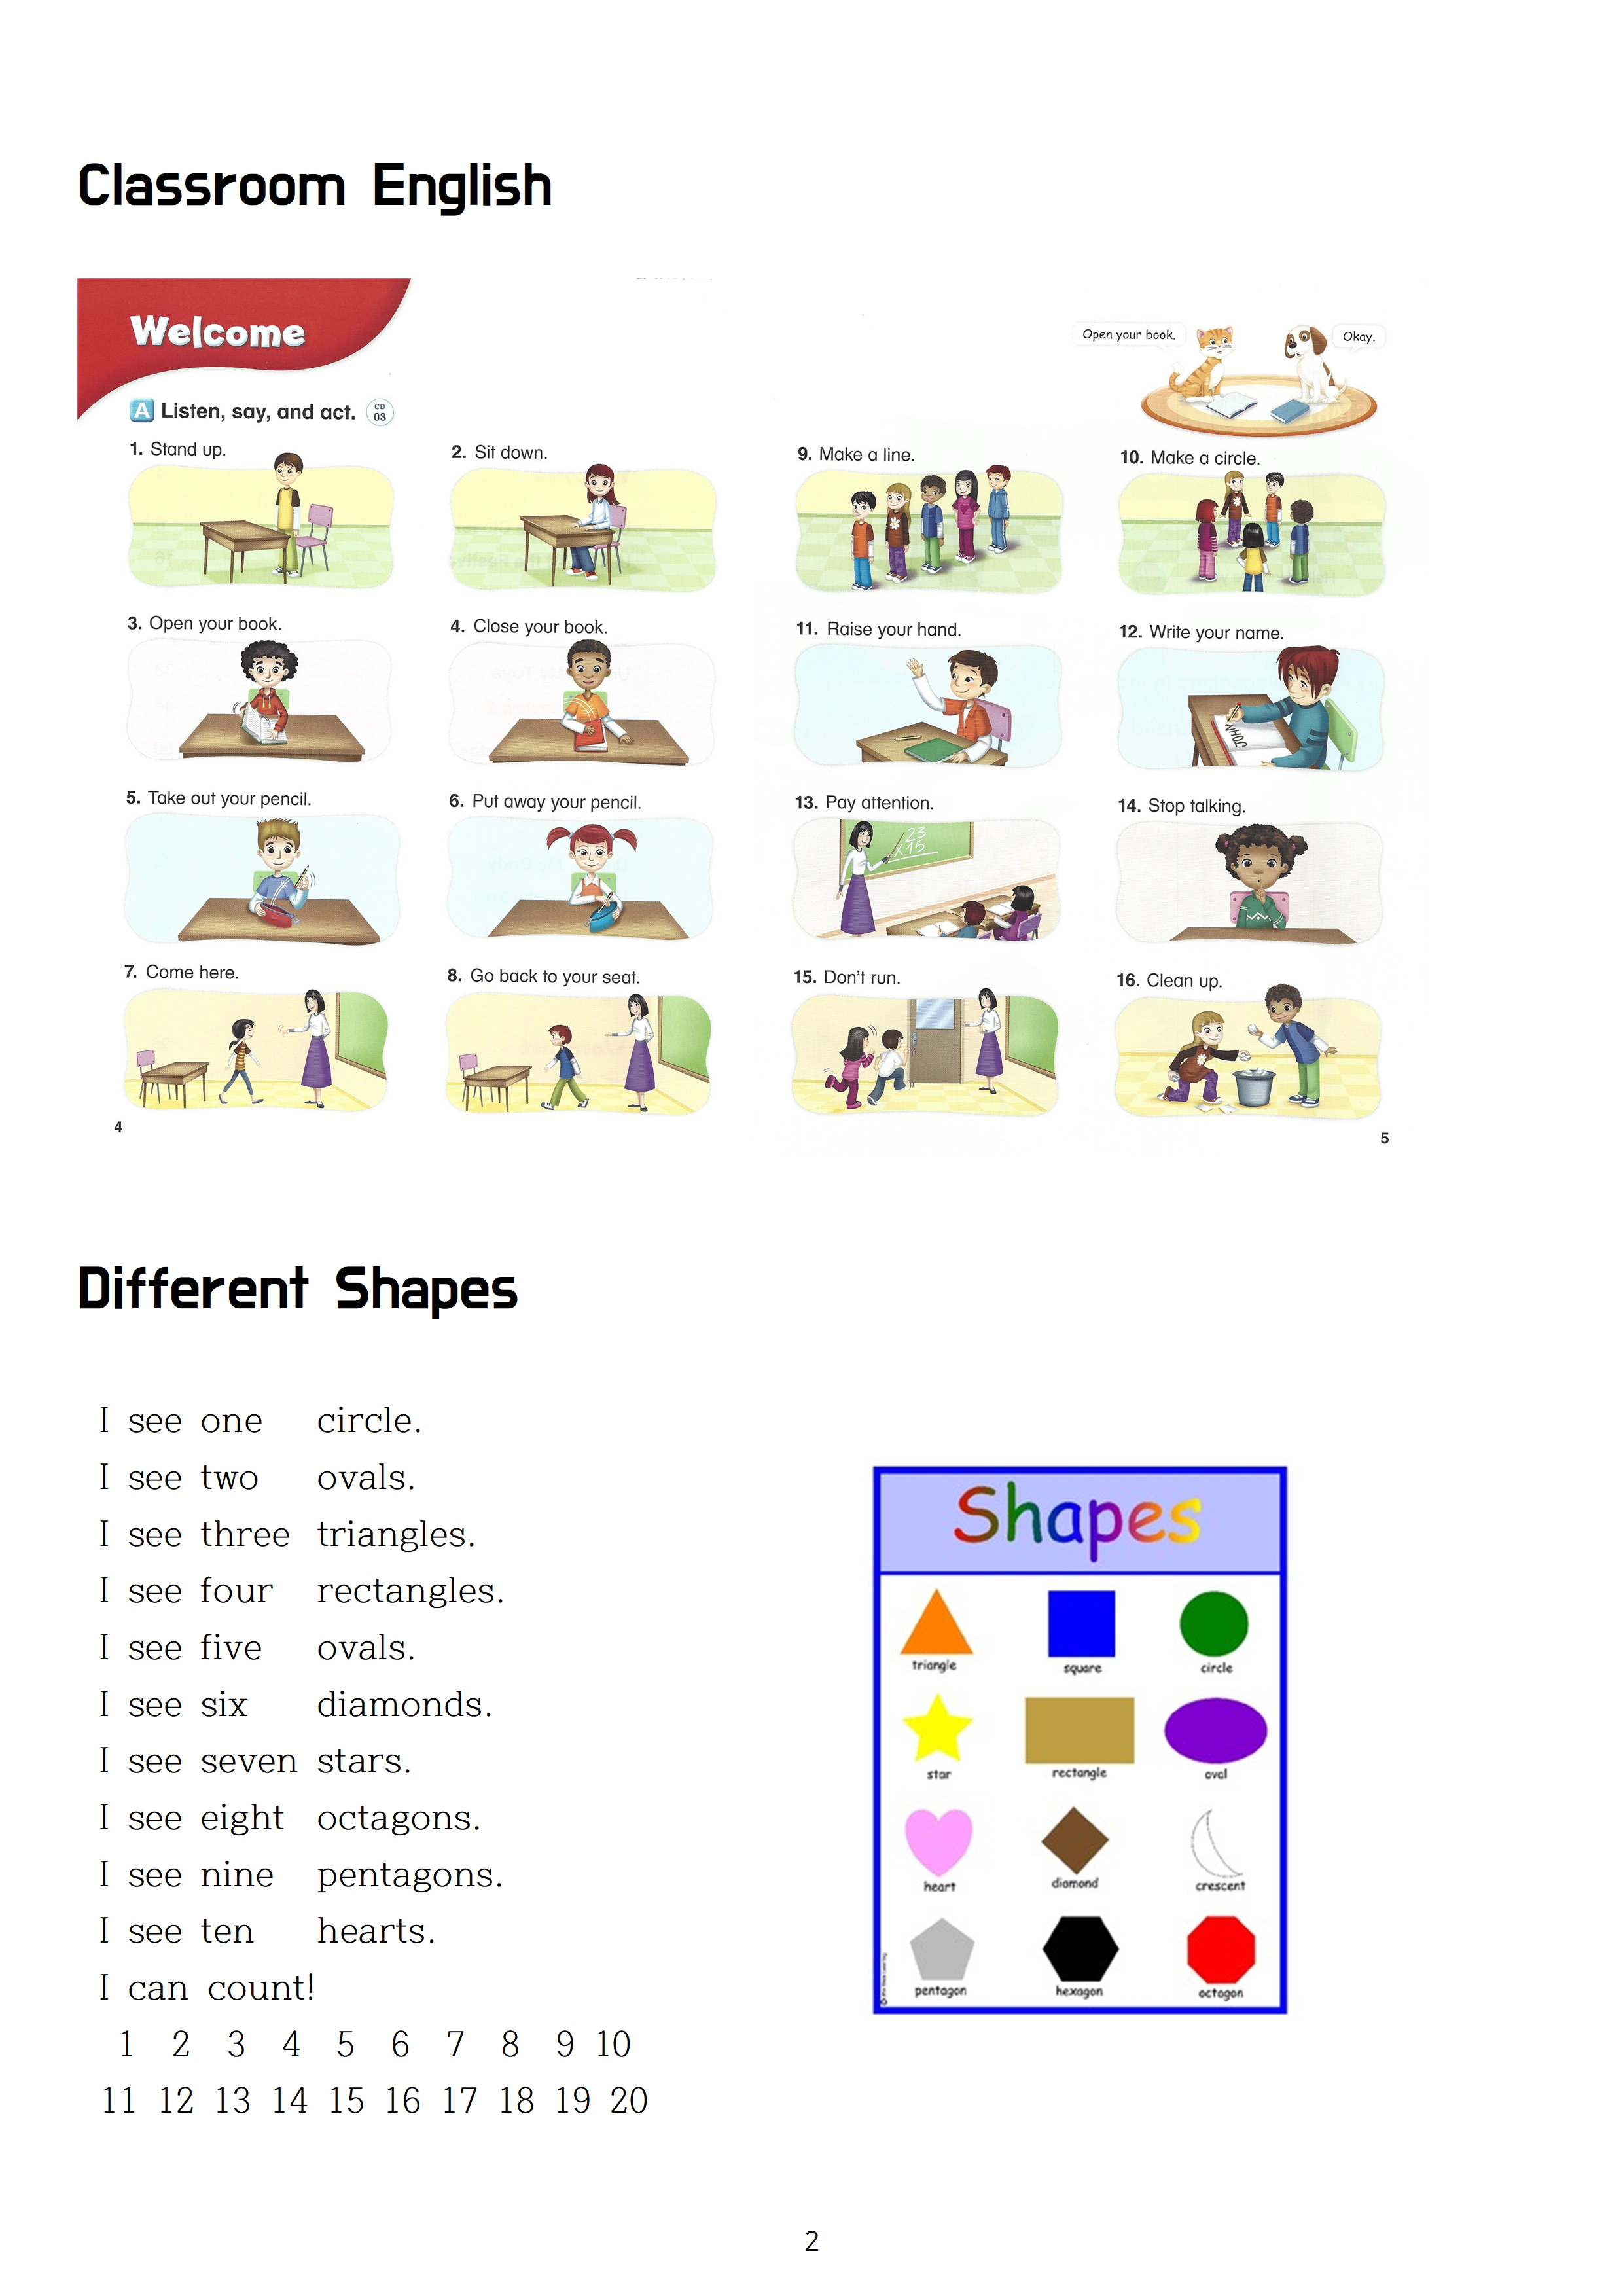 Classroom English
Welcome
Open your book.
Okay.
A Listen, say, and act. CD 03
1. Stand up.
2. Sit down.
3. Open your book.
4. Close your book.
5. Take out your pencil.
6. Put away your pencil.
7. Come here.
8. Go back to your seat.
4
9. Make a line.
10. Make a circle.
11. Raise your hand.
12. Write your name.
JOHN
13. Pay attention.
23
x15
14. Stop talking.
15. Don't run.
16. Clean up.
5
Different Shapes
I see one circle.
I see two ovals.
I see three triangles.
I see four rectangles.
I see five ovals.
I see six diamonds.
I see seven stars.
I see eight octagons.
I see nine pentagons.
I see ten hearts.
I can count!
1 2 3 4 5 6 7 8 9 10
11 12 13 14 15 16 17 18 19 20
Shapes
triangle square circle
star rectangle oval
heart diamond crescent
pentagon hexagon octagon
2